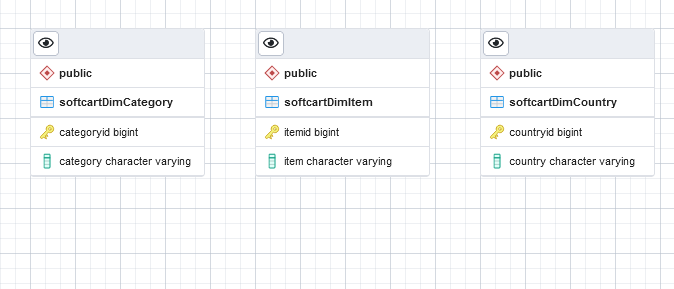 public
softcartDimCategory
categoryid bigint
category character varying
public
softcartDimItem
itemid bigint
item character varying
public
softcartDimCountry
countryid bigint
country character varying